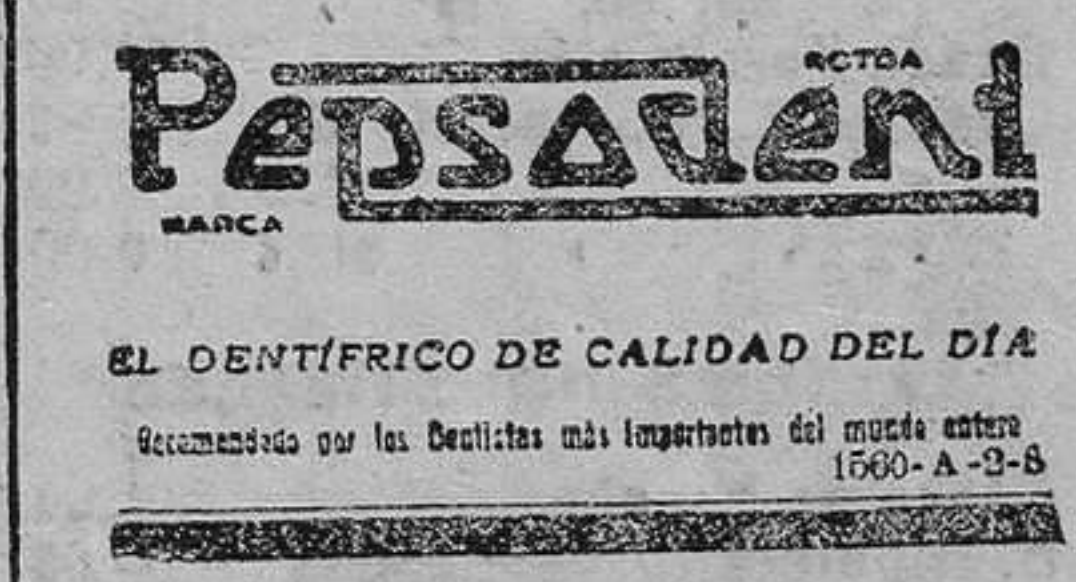 Pepsodent
RGTDA
MARCA
EL DENTÍFRICO DE CALIDAD DEL DÍA
Recomendado por los Dentistas más importantes del mundo entero
1560-A-2-8